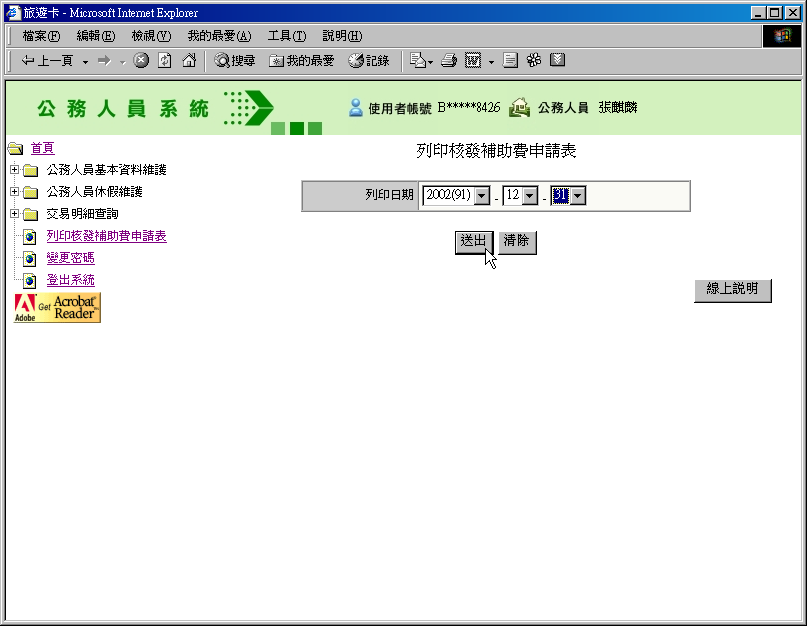 旅遊卡 - Microsoft Internet Explorer
檔案(F) 編輯(E) 檢視(V) 我的最愛(A) 工具(T) 說明(H)
上一頁 搜尋 我的最愛 記錄
公務人員系統 使用者帳號 B*****8426 公務人員 張麒麟
首頁
公務人員基本資料維護
公務人員休假維護
交易明細查詢
列印核發補助費申請表
變更密碼
登出系統
Adobe Get Acrobat Reader
列印核發補助費申請表
列印日期 2002(91) - 12 - 31
送出 清除
線上說明